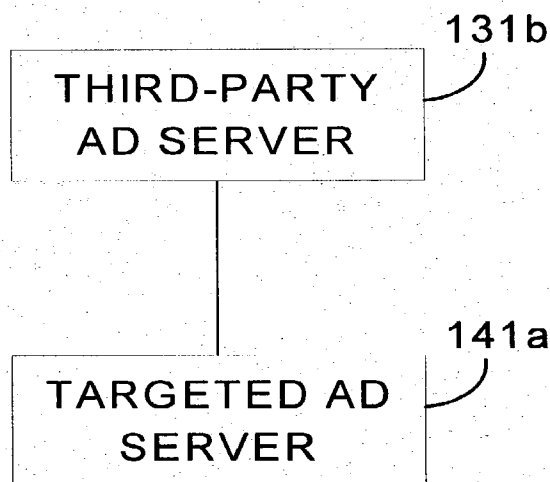 131b
THIRD-PARTY
AD SERVER
141a
TARGETED AD
SERVER